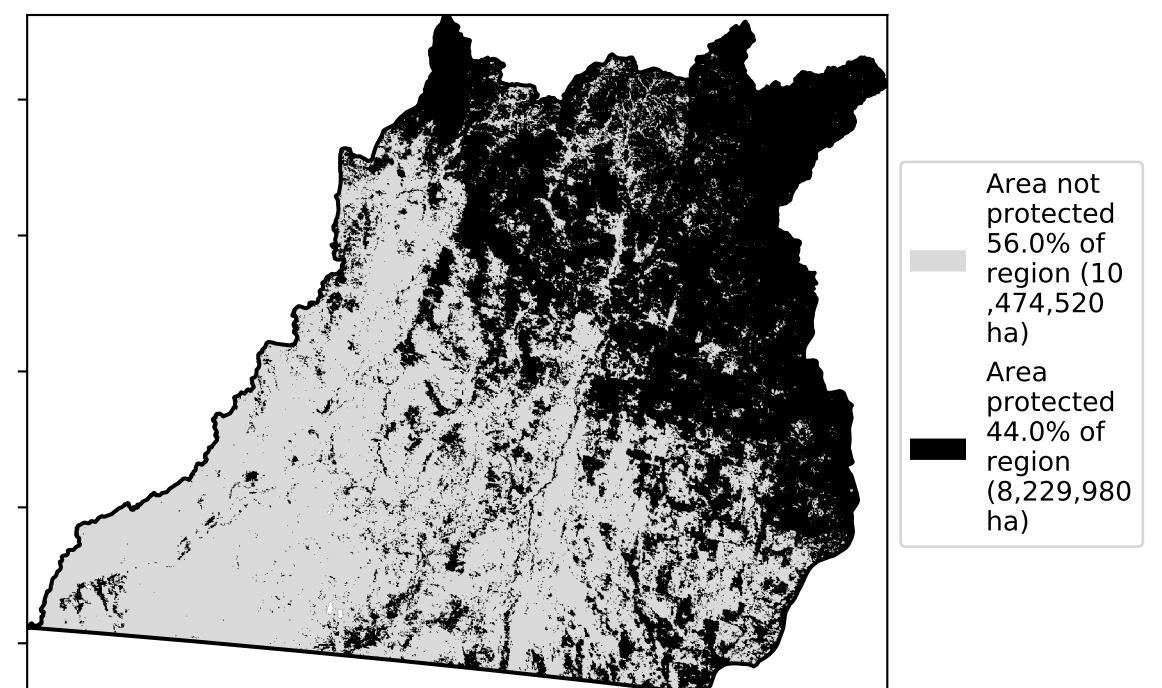 Area not
protected
56.0% of
region (10
,474,520
ha)
Area
protected
44.0% of
region
(8,229,980
ha)